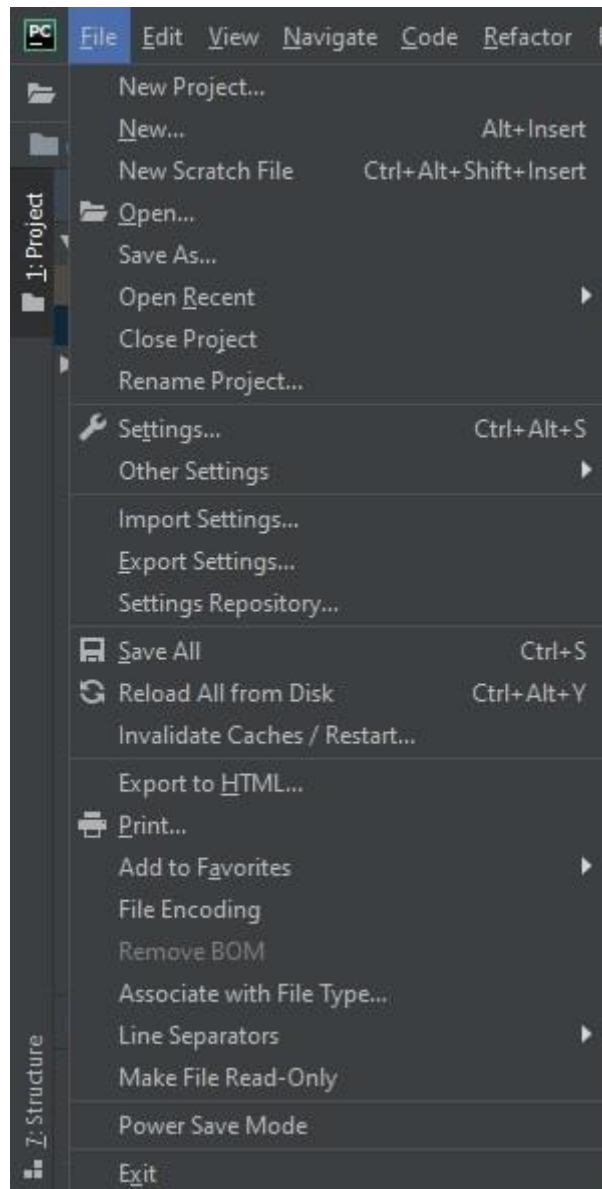 PC File Edit View Navigate Code Refactor
New Project...
New... Alt+Insert
New Scratch File Ctrl+Alt+Shift+Insert
Open...
Save As...
Open Recent
Close Project
Rename Project...
Settings... Ctrl+Alt+S
Other Settings
Import Settings...
Export Settings...
Settings Repository...
Save All Ctrl+S
Reload All from Disk Ctrl+Alt+Y
Invalidate Caches / Restart...
Export to HTML...
Print...
Add to Favorites
File Encoding
Remove BOM
Associate with File Type...
Line Separators
Make File Read-Only
Power Save Mode
Exit
1: Project
7: Structure